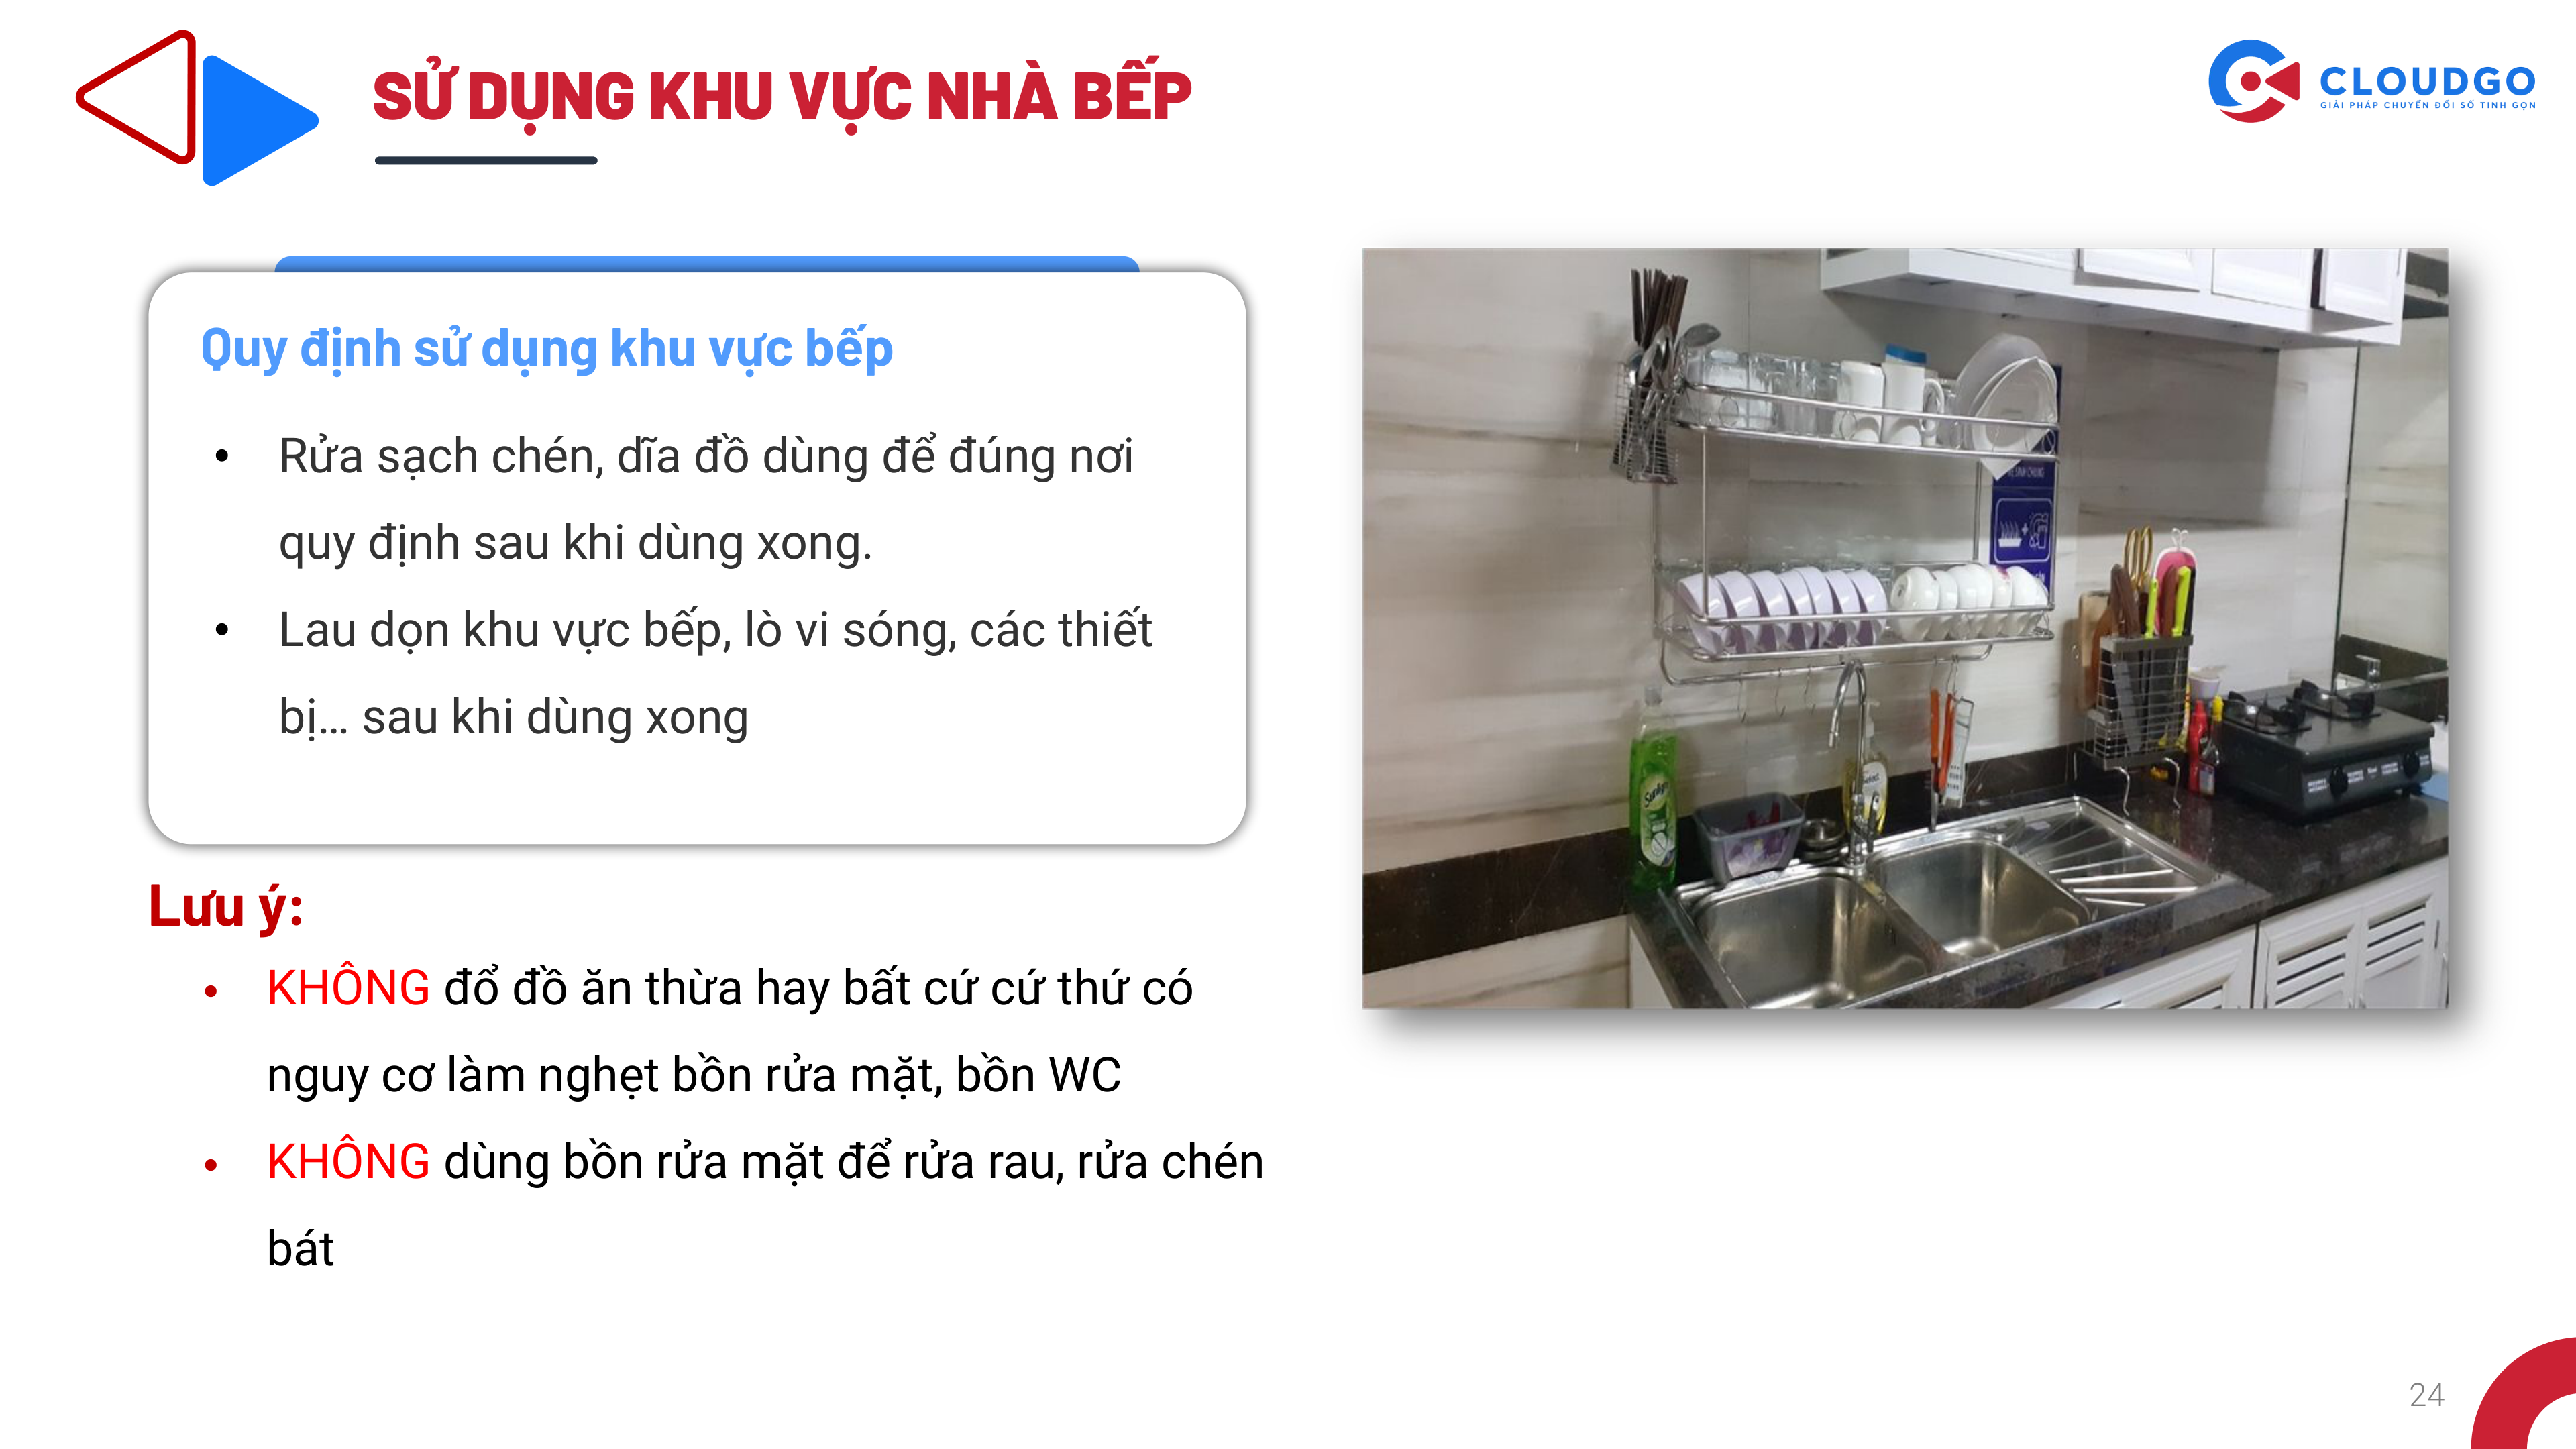 SỬ DỤNG KHU VỰC NHÀ BẾP
CLOUDGO
GIẢI PHÁP CHUYỂN ĐỔI SỐ TINH GỌN
Quy định sử dụng khu vực bếp
• Rửa sạch chén, dĩa đồ dùng để đúng nơi
quy định sau khi dùng xong.
• Lau dọn khu vực bếp, lò vi sóng, các thiết
bị... sau khi dùng xong
Lưu ý:
• KHÔNG đổ đồ ăn thừa hay bất cứ cứ thứ có
nguy cơ làm nghẹt bồn rửa mặt, bồn WC
• KHÔNG dùng bồn rửa mặt để rửa rau, rửa chén
bát
Sunlight
24